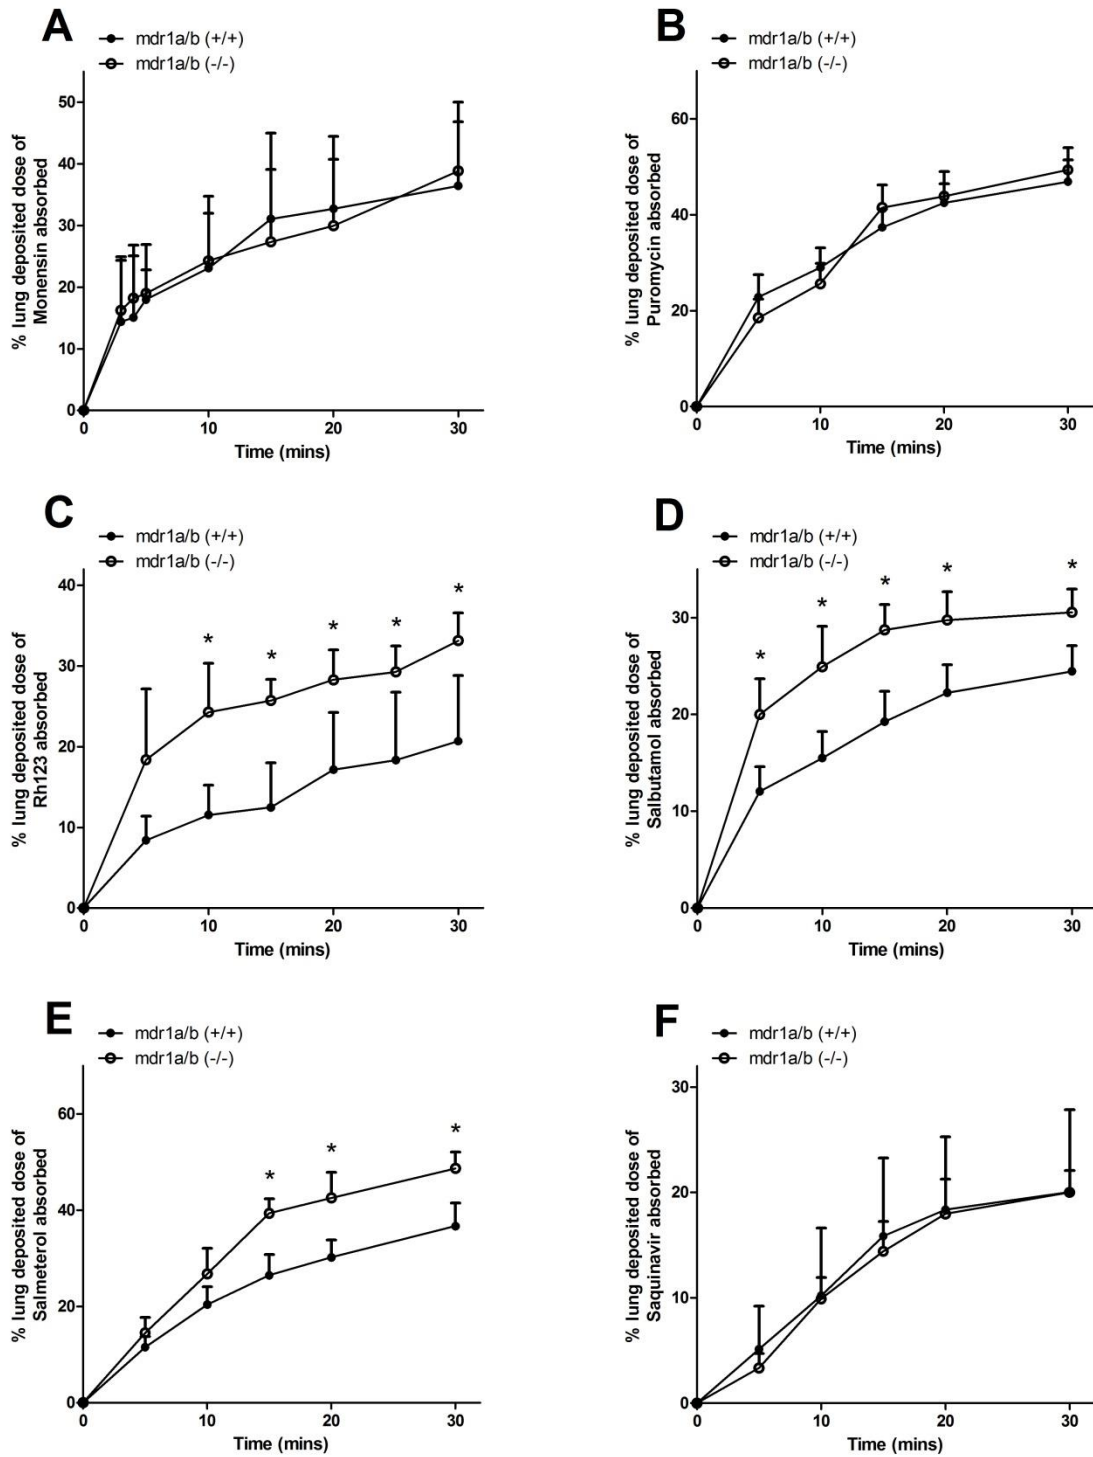 A
mdr1a/b (+/+)
mdr1a/b (-/-)
% lung deposited dose of
Monensin absorbed
50
40
30
20
10
0
0 10 20 30
Time (mins)
B
mdr1a/b (+/+)
mdr1a/b (-/-)
% lung deposited dose of
Puromycin absorbed
60
40
20
0
0 10 20 30
Time (mins)
C
mdr1a/b (+/+)
mdr1a/b (-/-)
% lung deposited dose of
Rh123 absorbed
40
30
20
10
0
* * * * *
0 10 20 30
Time (mins)
D
mdr1a/b (+/+)
mdr1a/b (-/-)
% lung deposited dose of
Salbutamol absorbed
30
20
10
0
* * * * *
0 10 20 30
Time (mins)
E
mdr1a/b (+/+)
mdr1a/b (-/-)
% lung deposited dose of
Salmeterol absorbed
60
40
20
0
* * *
0 10 20 30
Time (mins)
F
mdr1a/b (+/+)
mdr1a/b (-/-)
% lung deposited dose of
Saquinavir absorbed
30
20
10
0
0 10 20 30
Time (mins)